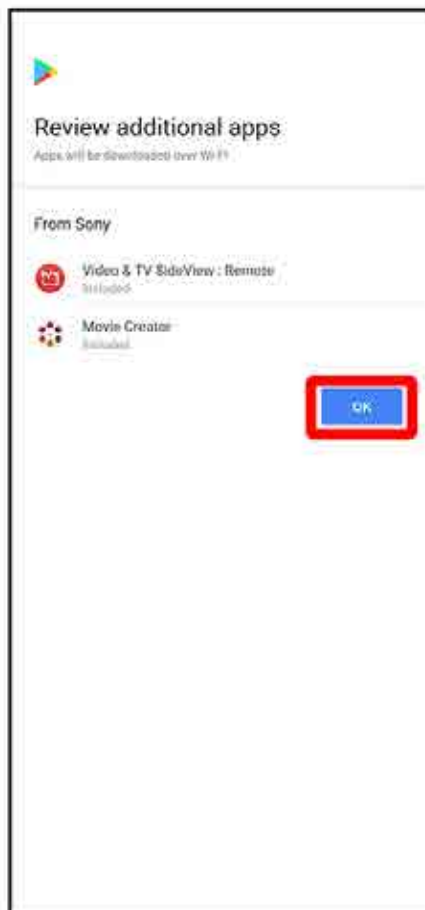 Review additional apps
Apps will be downloaded over Wi-Fi
From Sony
Video & TV SideView : Remote
Included
Movie Creator
Included
OK